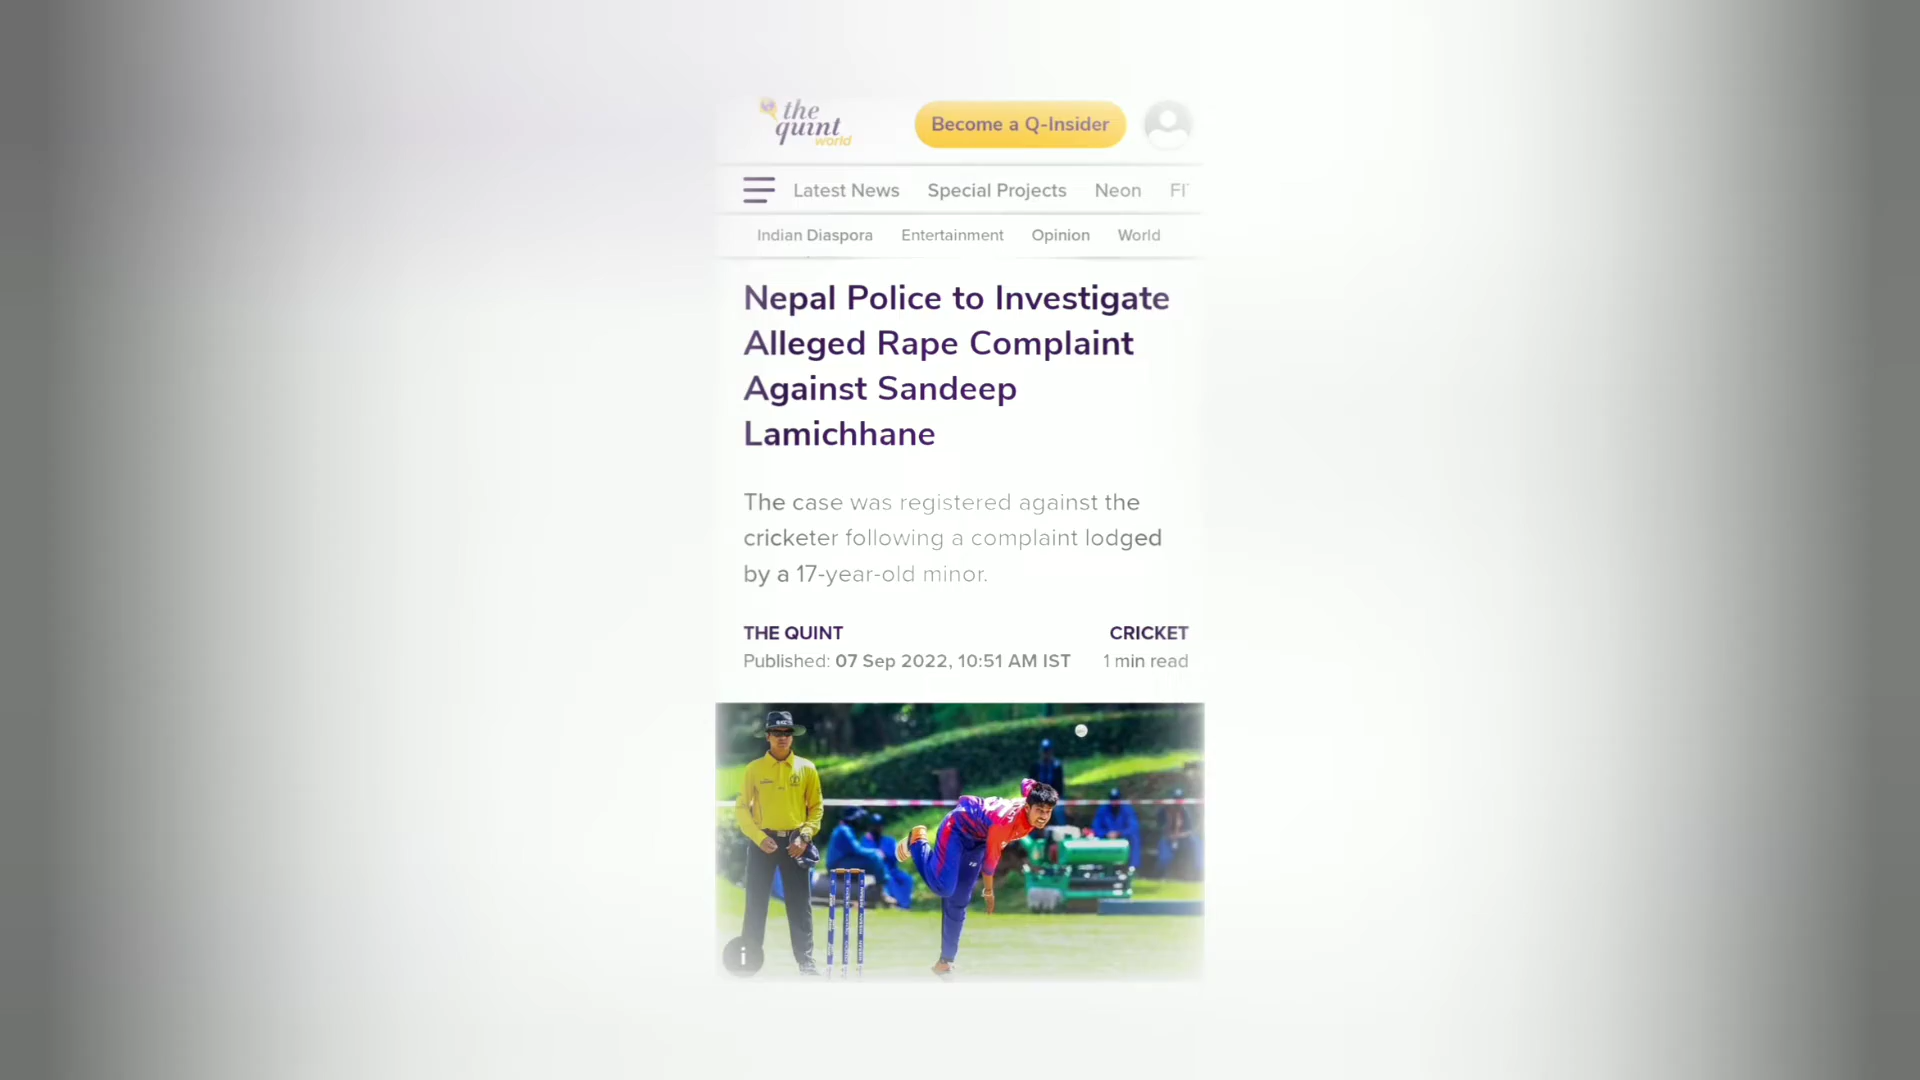 the
quint
world
Become a Q-Insider
Latest News Special Projects Neon FI
Indian Diaspora Entertainment Opinion World
Nepal Police to Investigate
Alleged Rape Complaint
Against Sandeep
Lamichhane
The case was registered against the
cricketer following a complaint lodged
by a 17-year-old minor.
THE QUINT CRICKET
Published: 07 Sep 2022, 10:51 AM IST 1 min read
i